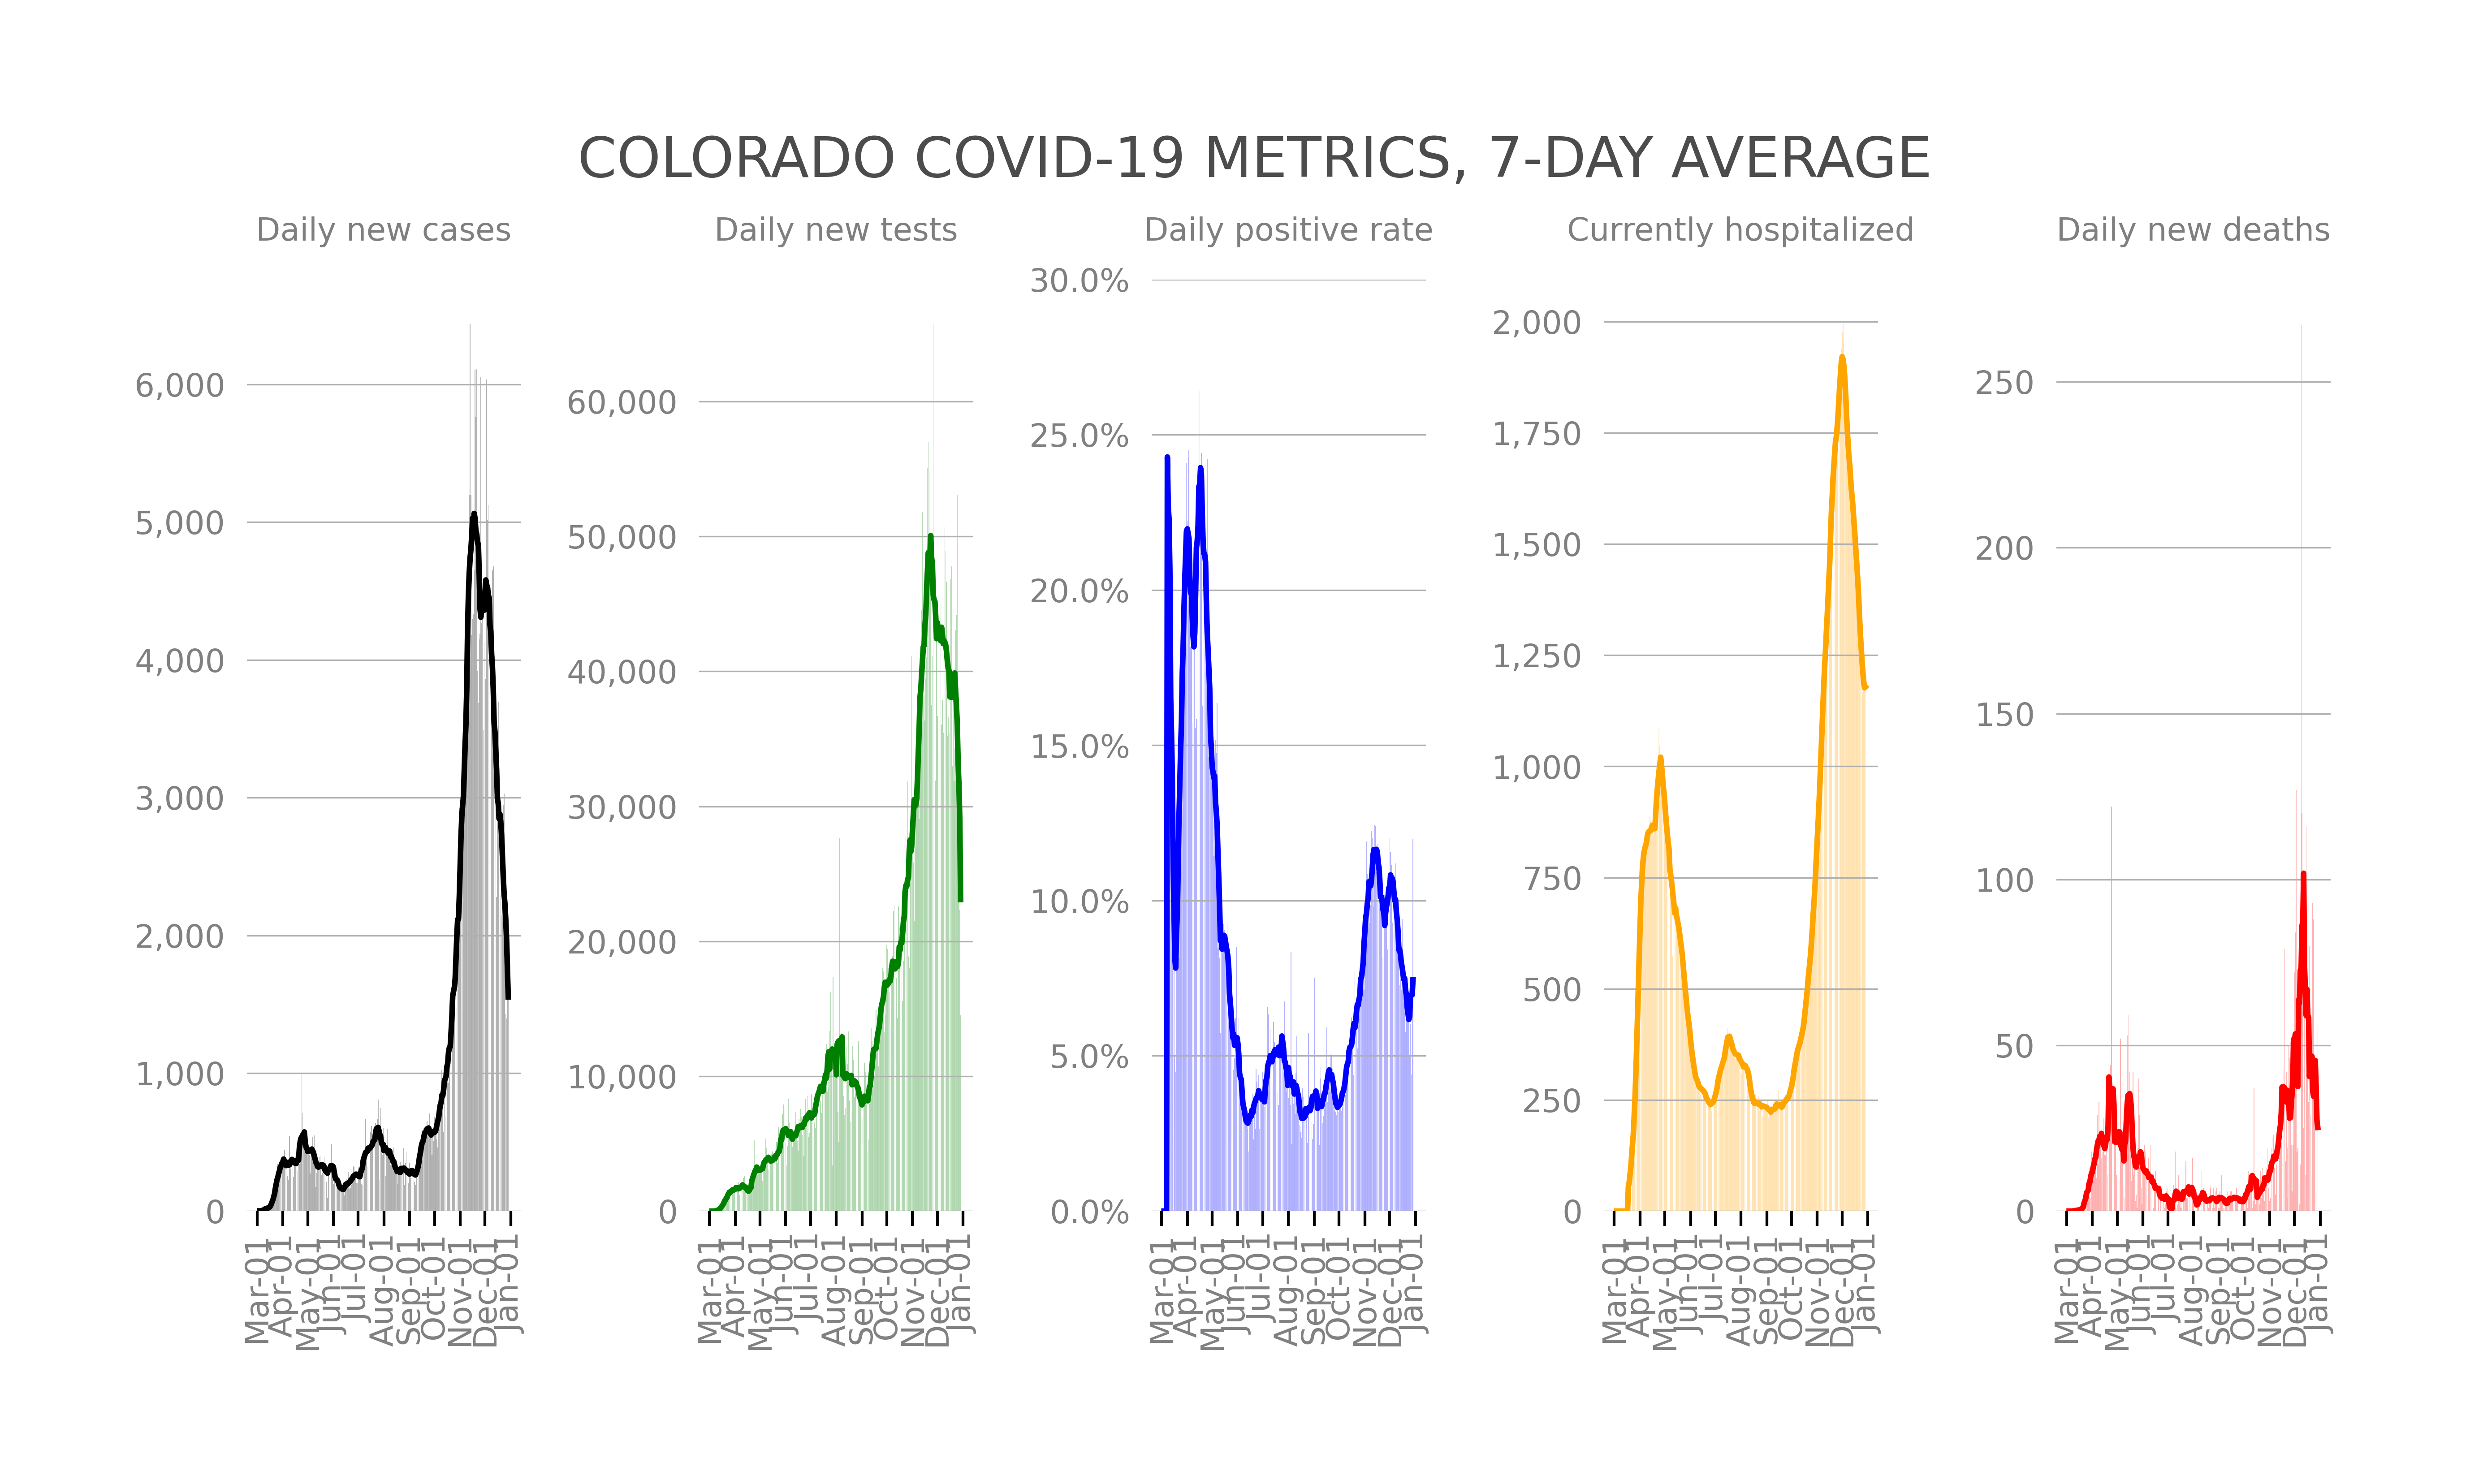 COLORADO COVID-19 METRICS, 7-DAY AVERAGE
Daily new cases
6,000
5,000
4,000
3,000
2,000
1,000
0
Mar-01
Apr-01
May-01
Jun-01
Jul-01
Aug-01
Sep-01
Oct-01
Nov-01
Dec-01
Jan-01
Daily new tests
60,000
50,000
40,000
30,000
20,000
10,000
0
Mar-01
Apr-01
May-01
Jun-01
Jul-01
Aug-01
Sep-01
Oct-01
Nov-01
Dec-01
Jan-01
Daily positive rate
30.0%
25.0%
20.0%
15.0%
10.0%
5.0%
0.0%
Mar-01
Apr-01
May-01
Jun-01
Jul-01
Aug-01
Sep-01
Oct-01
Nov-01
Dec-01
Jan-01
Currently hospitalized
2,000
1,750
1,500
1,250
1,000
750
500
250
0
Mar-01
Apr-01
May-01
Jun-01
Jul-01
Aug-01
Sep-01
Oct-01
Nov-01
Dec-01
Jan-01
Daily new deaths
250
200
150
100
50
0
Mar-01
Apr-01
May-01
Jun-01
Jul-01
Aug-01
Sep-01
Oct-01
Nov-01
Dec-01
Jan-01